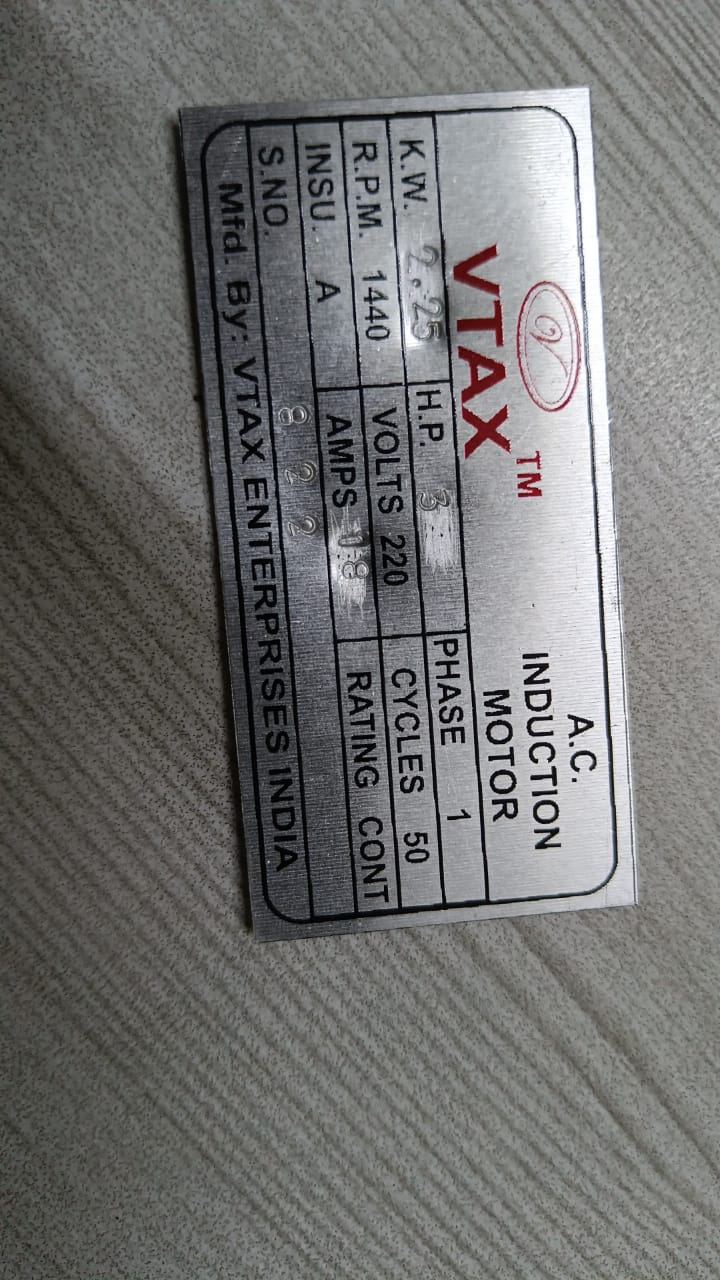 V
VTAX TM
A.C.
INDUCTION
MOTOR
K.W. 2.25 H.P. 3 PHASE 1
R.P.M. 1440 VOLTS 220 CYCLES 50
INSU. A AMPS 18 RATING CONT
S.NO. 822
Mfd. By: VTAX ENTERPRISES INDIA